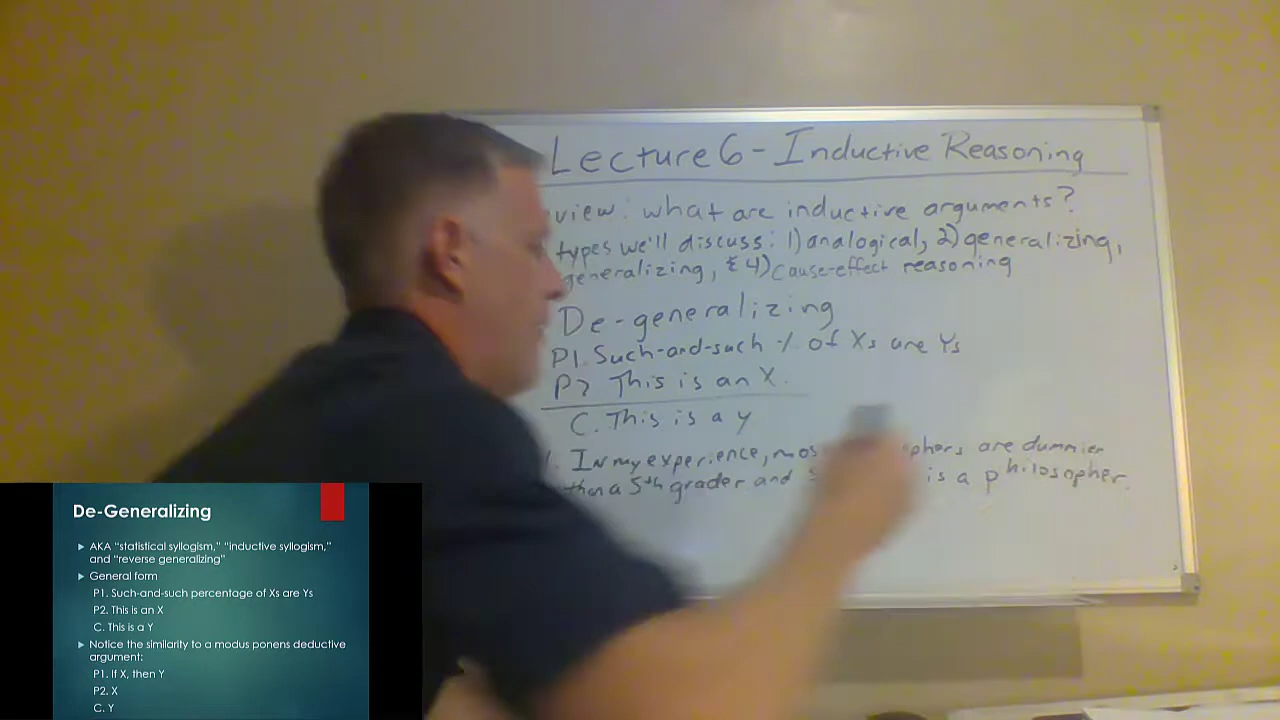 Lecture 6 - Inductive Reasoning
view: what are inductive arguments?
types we'll discuss: 1) analogical, 2) generalizing,
generalizing, & 4) Cause-effect reasoning
De-generalizing
P1. Such-and-such % of Xs are Ys
P2 This is an X.
C. This is a y
. In my experience, mos sophers are dummier
than a 5th grader and S is a philosopher.
De-Generalizing
AKA “statistical syllogism,” “inductive syllogism,”
and “reverse generalizing”
General form
P1. Such-and-such percentage of Xs are Ys
P2. This is an X
C. This is a Y
Notice the similarity to a modus ponens deductive
argument:
P1. If X, then Y
P2. X
C. Y